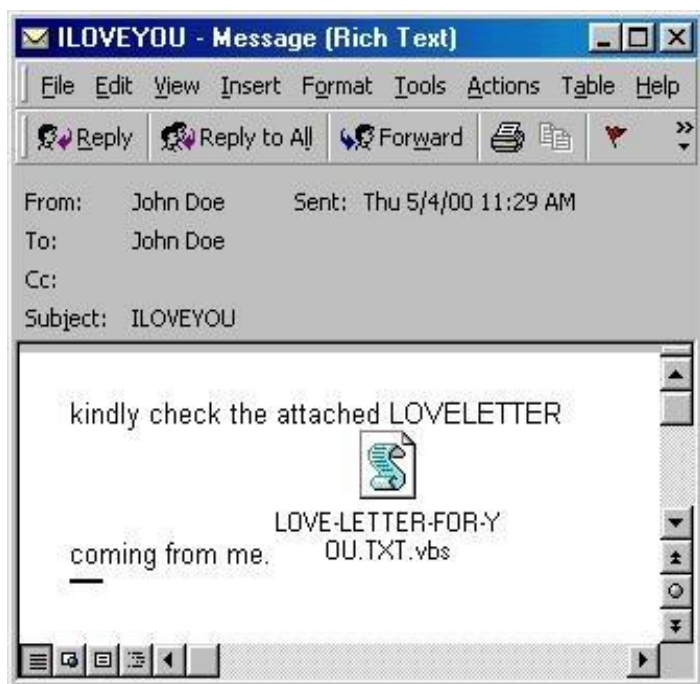 ILOVEYOU - Message (Rich Text)
File Edit View Insert Format Tools Actions Table Help
Reply Reply to All Forward
From: John Doe Sent: Thu 5/4/00 11:29 AM
To: John Doe
Cc:
Subject: ILOVEYOU
kindly check the attached LOVELETTER
LOVE-LETTER-FOR-Y
coming from me. OU.TXT.vbs